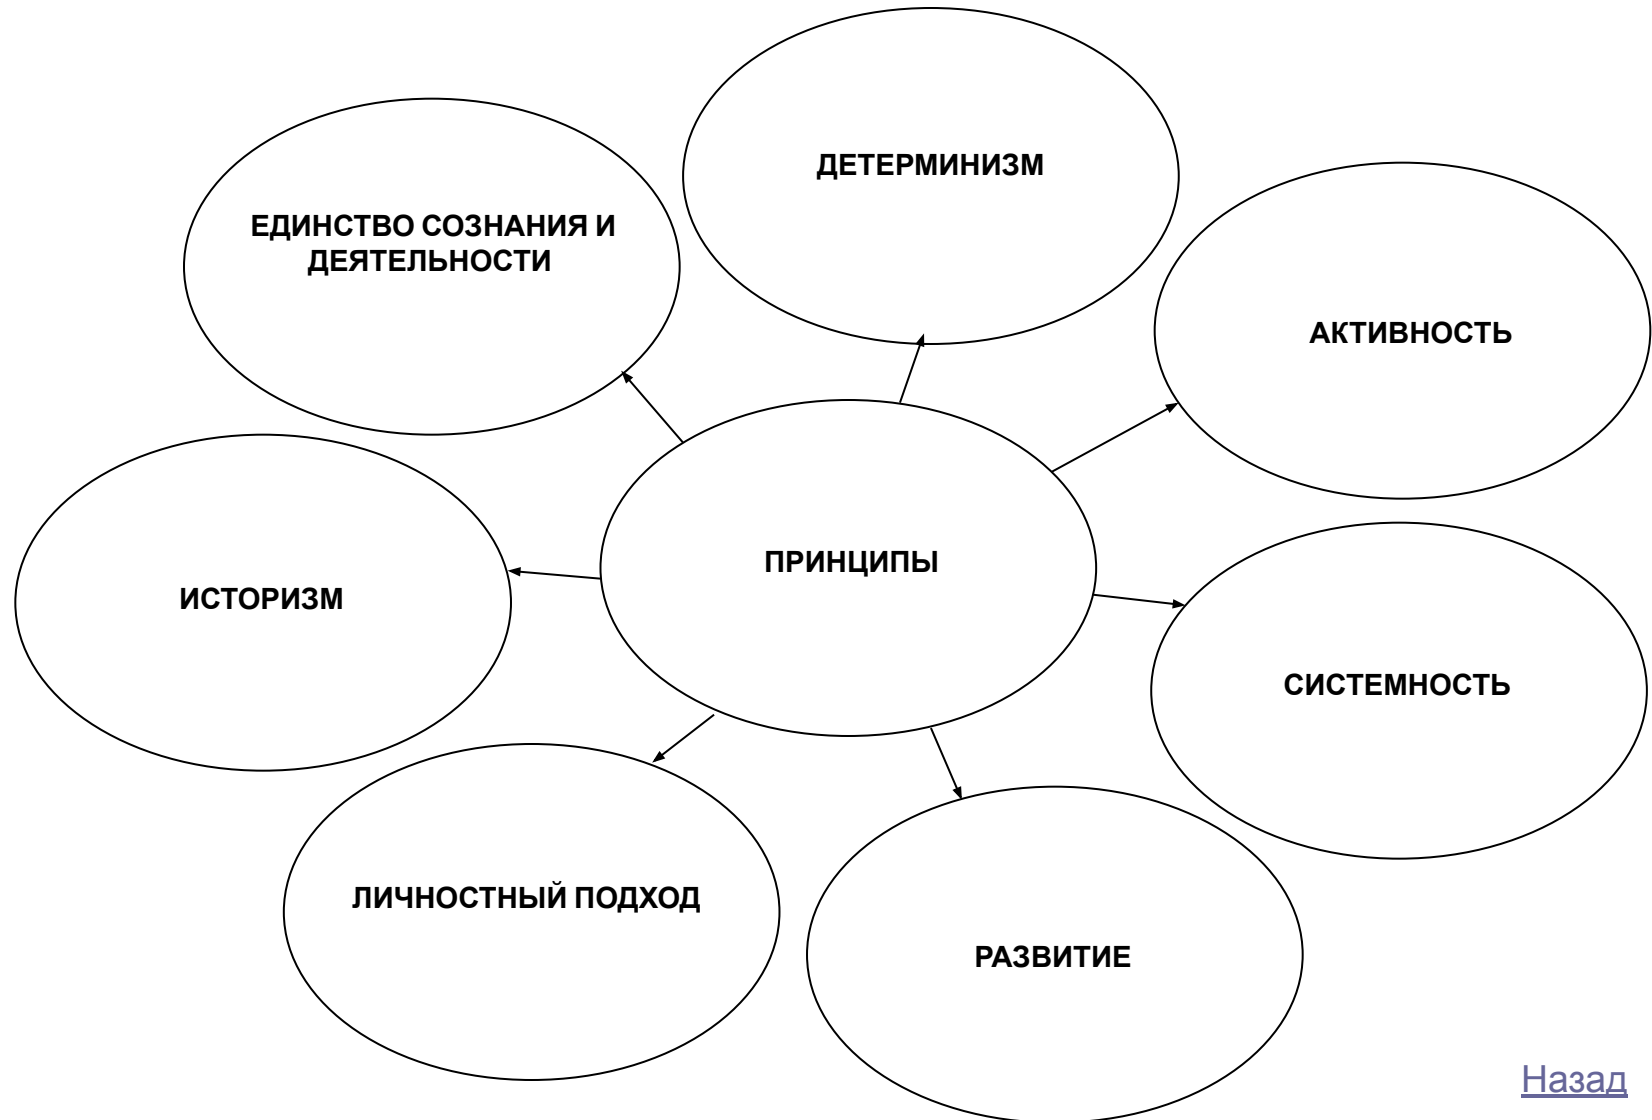 ДЕТЕРМИНИЗМ
ЕДИНСТВО СОЗНАНИЯ И
ДЕЯТЕЛЬНОСТИ
АКТИВНОСТЬ
ПРИНЦИПЫ
ИСТОРИЗМ
СИСТЕМНОСТЬ
ЛИЧНОСТНЫЙ ПОДХОД
РАЗВИТИЕ
Назад